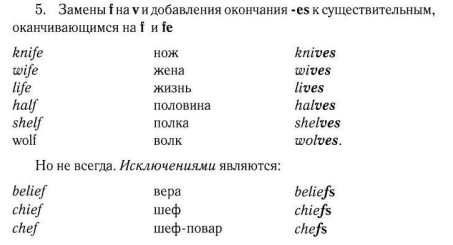 5. Замены f на v и добавления окончания -es к существительным,
оканчивающимся на f и fe
knife нож knives
wife жена wives
life жизнь lives
half половина halves
shelf полка shelves
wolf волк wolves.
Но не всегда. Исключениями являются:
belief вера beliefs
chief шеф chiefs
chef шеф-повар chefs